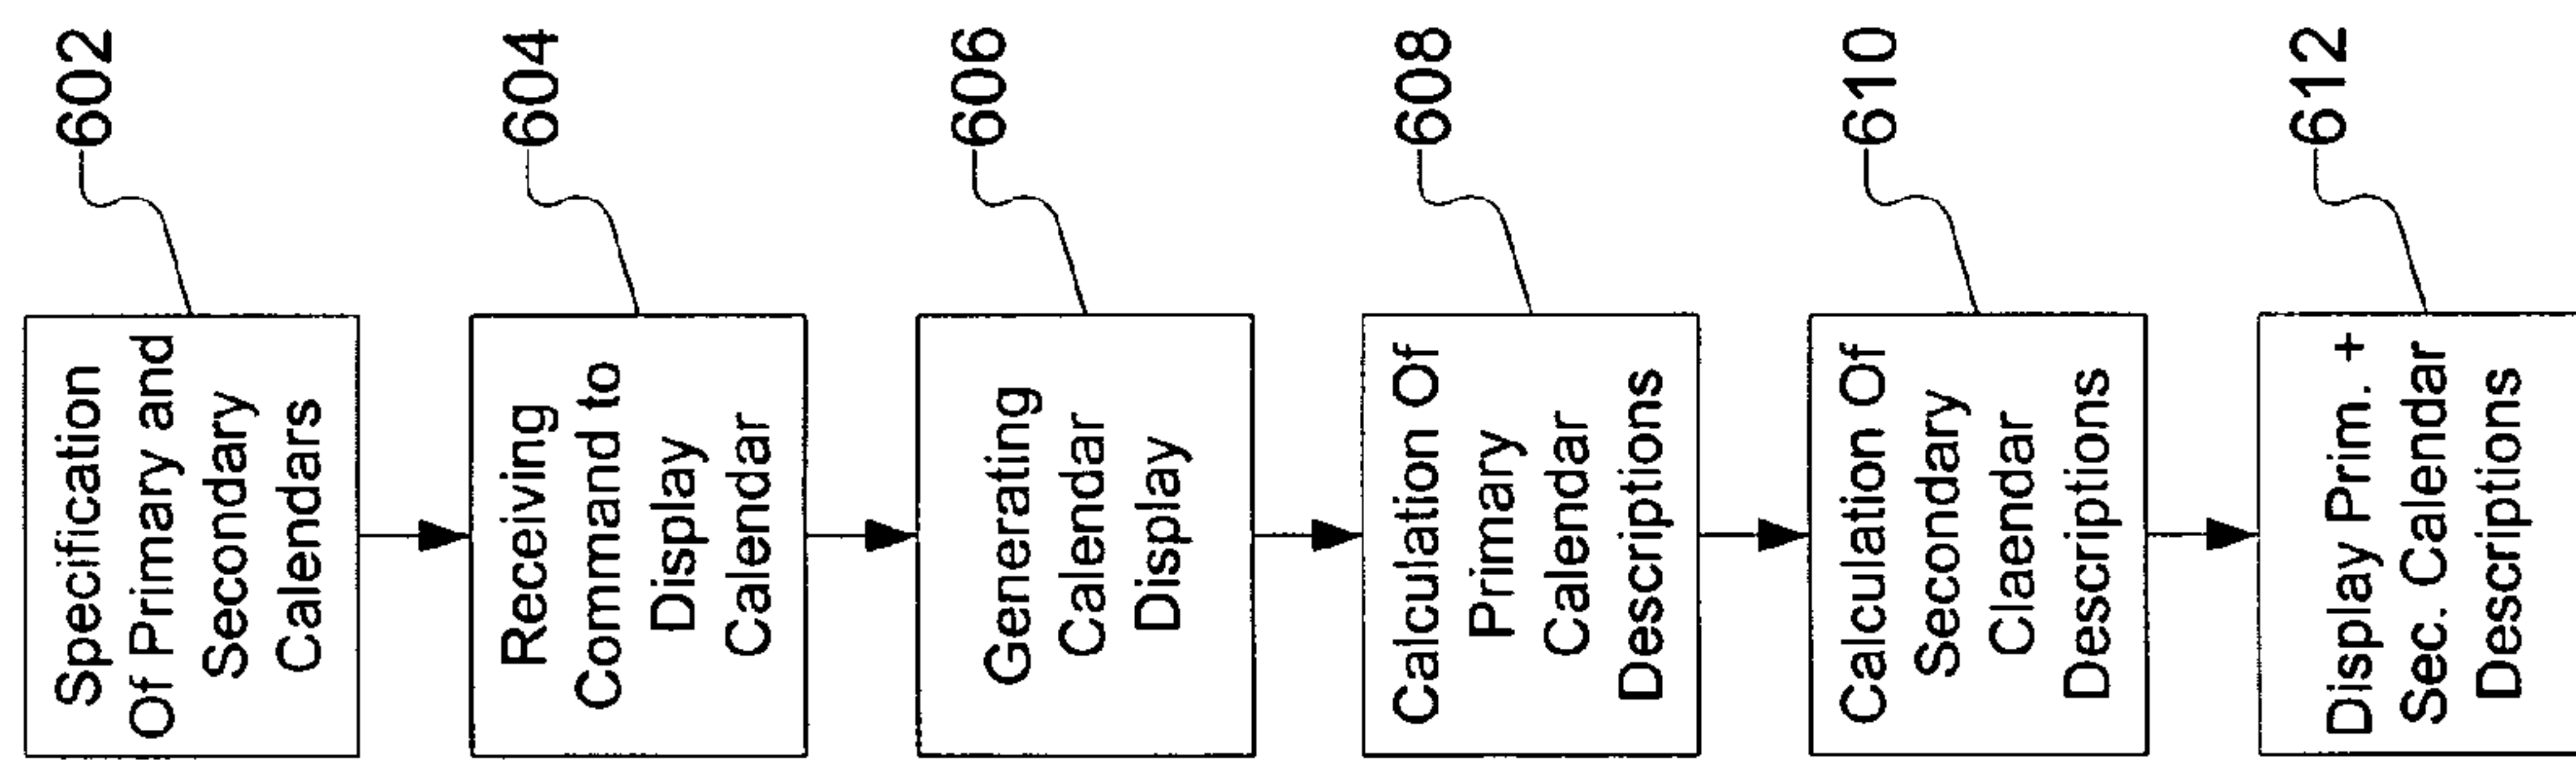 Specification
Of Primary and
Secondary
Calendars
602
Receiving
Command to
Display
Calendar
604
Generating
Calendar
Display
606
Calculation Of
Primary
Calendar
Descriptions
608
Calculation Of
Secondary
Claendar
Descriptions
610
Display Prim. +
Sec. Calendar
Descriptions
612